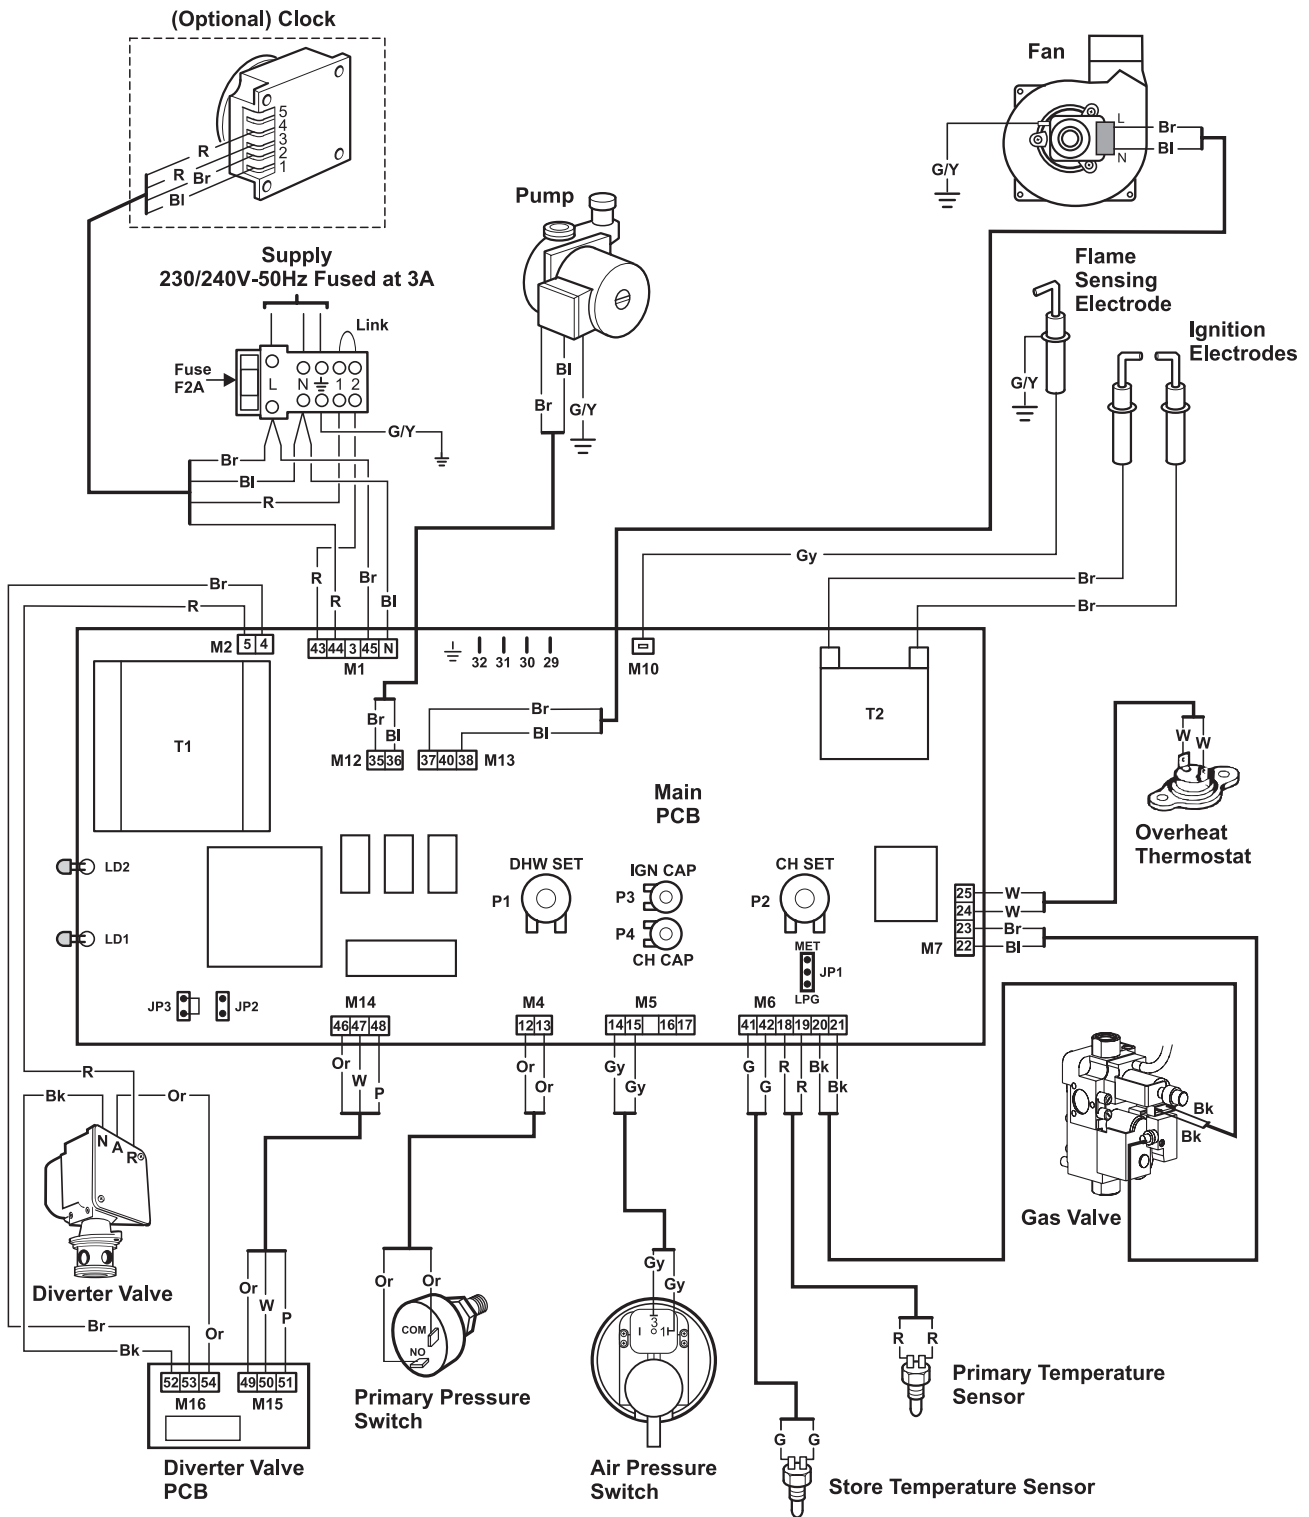 (Optional) Clock
5
4
3
2
1
R
R
Br
Bl
Supply
230/240V-50Hz Fused at 3A
Link
Fuse
F2A
L
N
1
2
G/Y
Br
Bl
R
R
R
Br
Bl
Pump
Br
Bl
G/Y
Fan
L
N
Br
Bl
G/Y
Flame
Sensing
Electrode
G/Y
Ignition
Electrodes
Gy
Br
Br
Br
R
M2
5 4
43 44 3 45 N
M1
32 31 30 29
M10
T1
Br
Bl
M12
35 36
Br
Bl
37 40 38
M13
T2
Main
PCB
W
W
Overheat
Thermostat
LD2
LD1
DHW SET
P1
IGN CAP
P3
P4
CH CAP
CH SET
P2
MET
JP1
LPG
25
24
23
22
M7
W
W
Br
Bl
JP3
JP2
M14
46 47 48
M4
12 13
M5
14 15 16 17
M6
41 42 18 19 20 21
Or
W
P
Or
Or
Gy
Gy
G
G
R
R
Bk
Bk
R
Bk
Or
N
A
R
Diverter Valve
Br
Bk
Or
Or
W
P
52 53 54
M16
49 50 51
M15
Diverter Valve
PCB
Or
Or
COM
NO
Primary Pressure
Switch
Gy
Gy
3
1
Air Pressure
Switch
Bk
Bk
Gas Valve
R
R
Primary Temperature
Sensor
G
G
Store Temperature Sensor